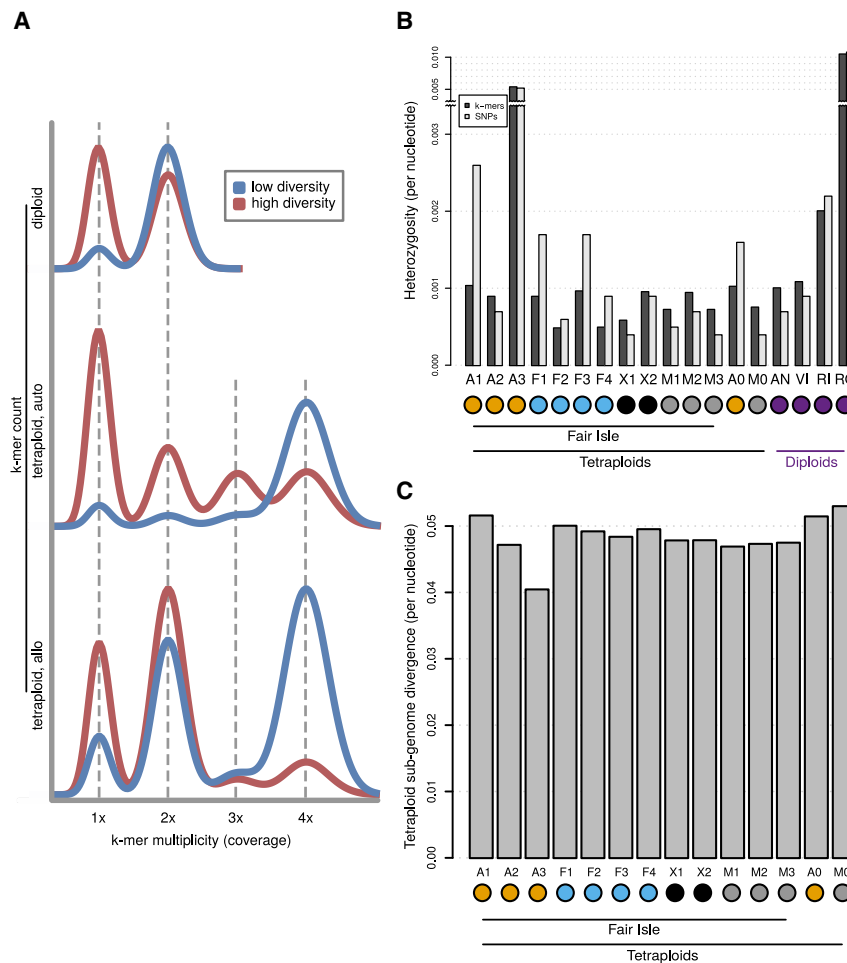 A
diploid
tetraploid, auto
tetraploid, allo
k-mer count
low diversity
high diversity
1x 2x 3x 4x
k-mer multiplicity (coverage)
B
Heterozygosity (per nucleotide)
0.010
0.005
0.003
0.002
0.001
0.000
k-mers
SNPs
A1 A2 A3 F1 F2 F3 F4 X1 X2 M1 M2 M3 A0 M0 AN VI RI
Fair Isle
Tetraploids Diploids
C
Tetraploid sub-genome divergence (per nucleotide)
0.05
0.04
0.03
0.02
0.01
0.00
A1 A2 A3 F1 F2 F3 F4 X1 X2 M1 M2 M3 A0 M0
Fair Isle
Tetraploids